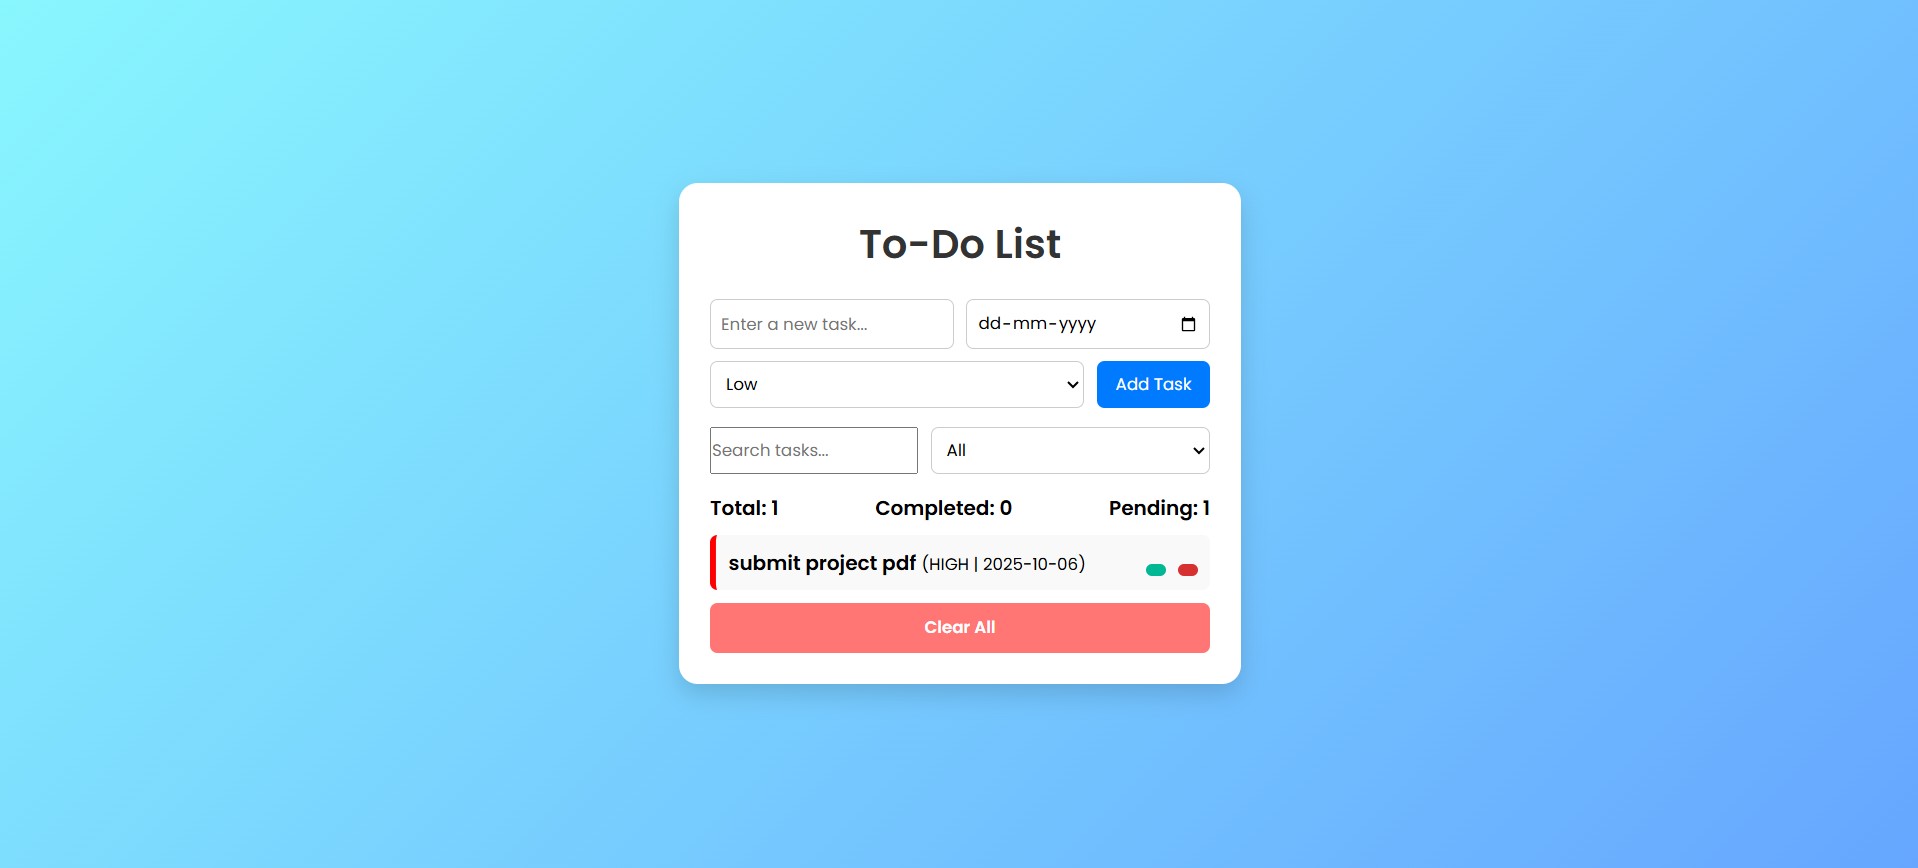 To-Do List
Enter a new task...
dd-mm-yyyy
Low
Add Task
Search tasks...
All
Total: 1
Completed: 0
Pending: 1
submit project pdf (HIGH | 2025-10-06)
Clear All